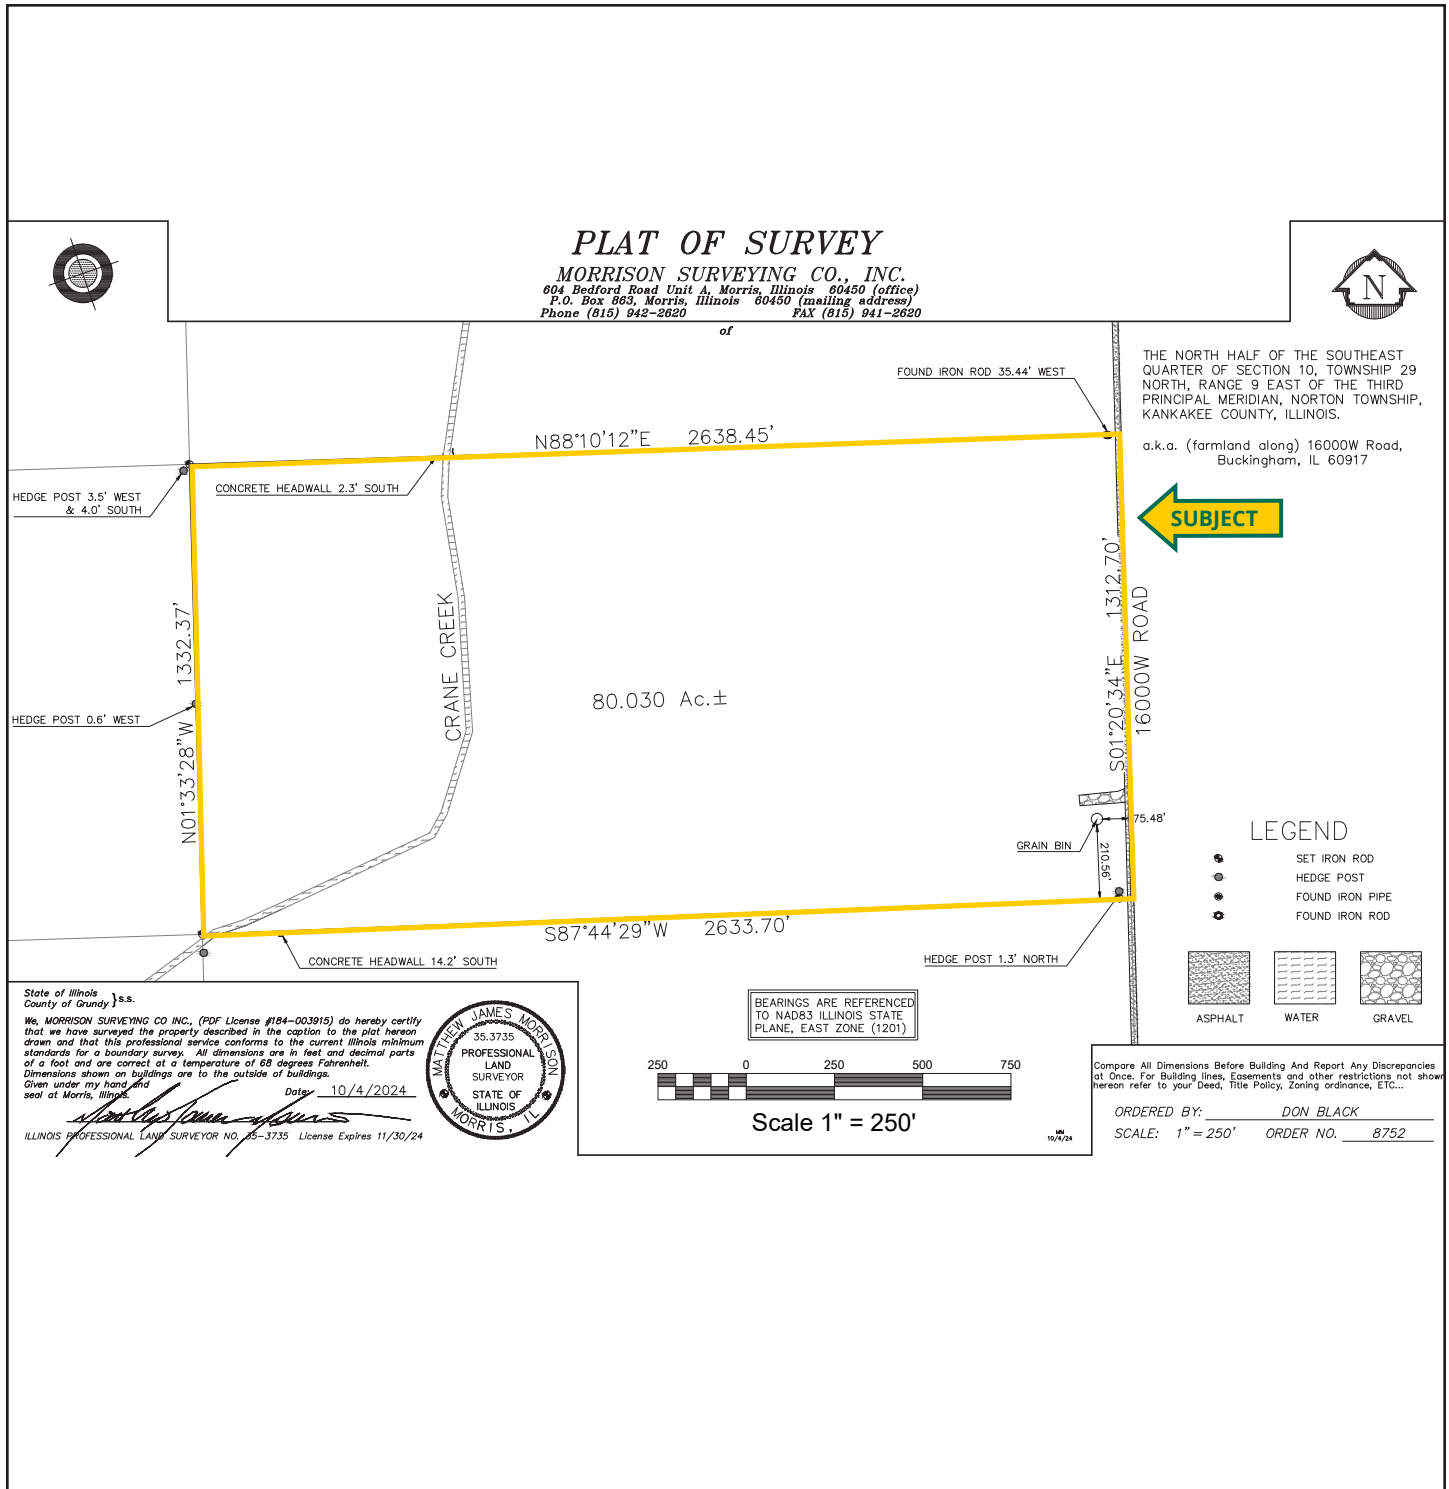 PLAT OF SURVEY
MORRISON SURVEYING CO., INC.
604 Bedford Road Unit A, Morris, Illinois 60450 (office)
P.O. Box 863, Morris, Illinois 60450 (mailing address)
Phone (815) 942-2620 FAX (815) 941-2620
of
N
THE NORTH HALF OF THE SOUTHEAST
QUARTER OF SECTION 10, TOWNSHIP 29
NORTH, RANGE 9 EAST OF THE THIRD
PRINCIPAL MERIDIAN, NORTON TOWNSHIP,
KANKAKEE COUNTY, ILLINOIS.
a.k.a. (farmland along) 16000W Road,
Buckingham, IL 60917
FOUND IRON ROD 35.44' WEST
N88°10'12"E 2638.45'
HEDGE POST 3.5' WEST
& 4.0' SOUTH
CONCRETE HEADWALL 2.3' SOUTH
SUBJECT
N01°33'28"W 1332.37'
CRANE CREEK
S01°20'34"E 1312.70'
16000W ROAD
80.030 Ac.±
HEDGE POST 0.6' WEST
75.48'
GRAIN BIN
210.56'
S87°44'29"W 2633.70'
CONCRETE HEADWALL 14.2' SOUTH
HEDGE POST 1.3' NORTH
LEGEND
SET IRON ROD
HEDGE POST
FOUND IRON PIPE
FOUND IRON ROD
ASPHALT
WATER
GRAVEL
State of Illinois
County of Grundy } s.s.
We, MORRISON SURVEYING CO INC., (PDF License #184-003915) do hereby certify
that we have surveyed the property described in the caption to the plat hereon
drawn and that this professional service conforms to the current Illinois minimum
standards for a boundary survey. All dimensions are in feet and decimal parts
of a foot and are correct at a temperature of 68 degrees Fahrenheit.
Dimensions shown on buildings are to the outside of buildings.
Given under my hand and
seal at Morris, Illinois.
Date: 10/4/2024
ILLINOIS PROFESSIONAL LAND SURVEYOR NO. 35-3735 License Expires 11/30/24
MATTHEW JAMES MORRISON
35.3735
PROFESSIONAL
LAND
SURVEYOR
STATE OF
ILLINOIS
MORRIS, IL
BEARINGS ARE REFERENCED
TO NAD83 ILLINOIS STATE
PLANE, EAST ZONE (1201)
250 0 250 500 750
Scale 1" = 250'
MM
10/4/24
Compare All Dimensions Before Building And Report Any Discrepancies
at Once. For Building lines, Easements and other restrictions not shown
hereon refer to your Deed, Title Policy, Zoning ordinance, ETC...
ORDERED BY: DON BLACK
SCALE: 1"= 250' ORDER NO. 8752